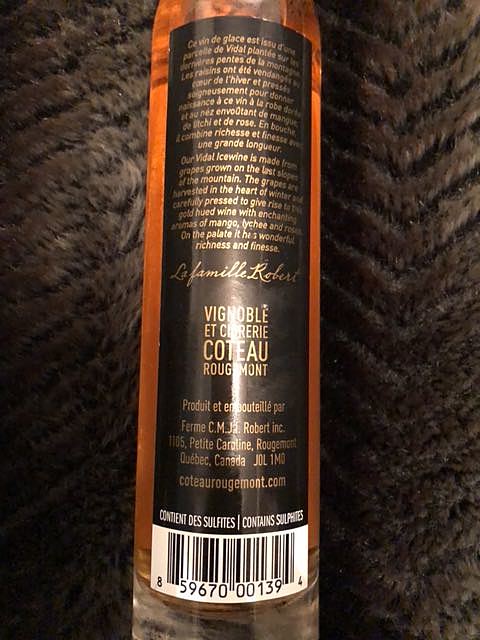 Ce vin de glace est issu d'une
parcelle de Vidal plantée sur les
dernières pentes de la montagne.
Les raisins ont été vendangés au
cœur de l'hiver et pressés
soigneusement pour donner
naissance à ce vin à la robe dorée
et au nez envoûtant de mangue,
de litchi et de rose. En bouche,
il combine richesse et finesse avec
une grande longueur.
Our Vidal Icewine is made from
grapes grown on the last slopes
of the mountain. The grapes are
harvested in the heart of winter and
carefully pressed to give rise to this
gold hued wine with enchanting
aromas of mango, lychee and roses.
On the palate it has wonderful
richness and finesse.
La famille Robert
VIGNOBLE
ET CIDRERIE
COTEAU
ROUGEMONT
Produit et embouteillé par
Ferme C.M.J.J. Robert inc.
1105, Petite Caroline, Rougemont
Québec, Canada J0L 1M0
coteaurougemont.com
CONTIENT DES SULFITES | CONTAINS SULPHITES
8 59670 00139 4